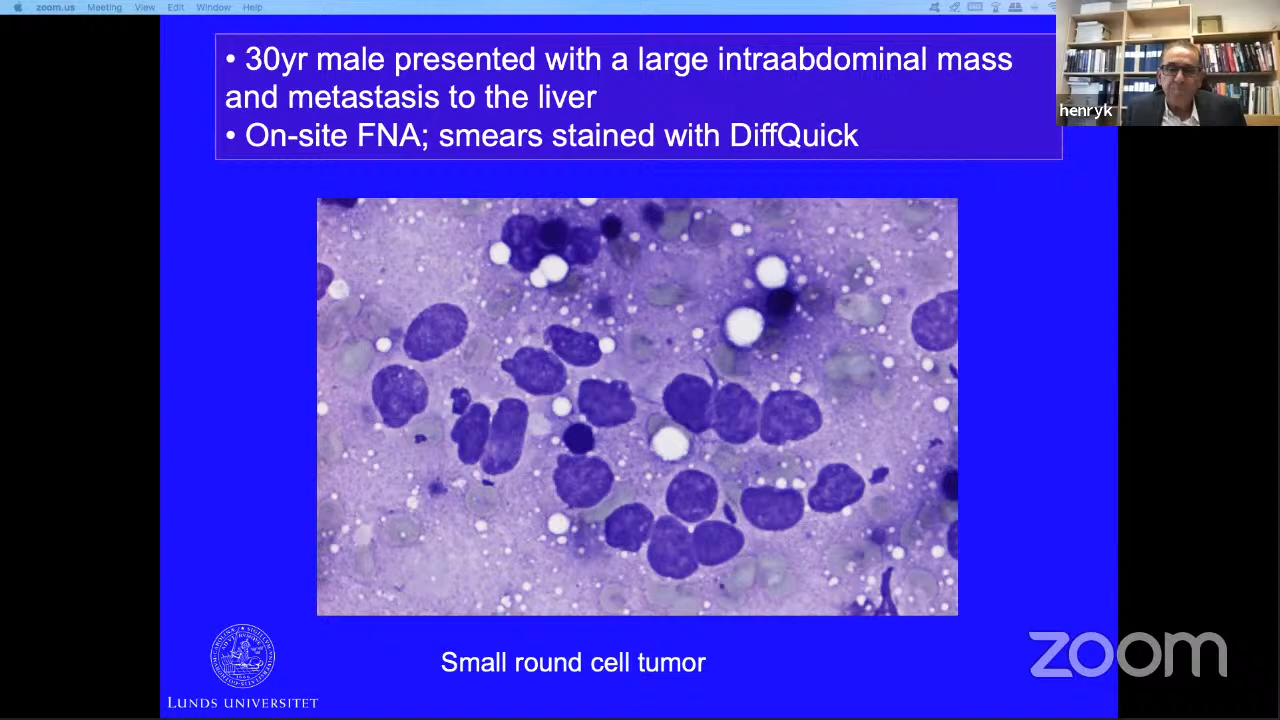 zoom.us Meeting View Edit Window Help
• 30yr male presented with a large intraabdominal mass
and metastasis to the liver
• On-site FNA; smears stained with DiffQuick
henryk
Small round cell tumor
LUNDS UNIVERSITET
zoom